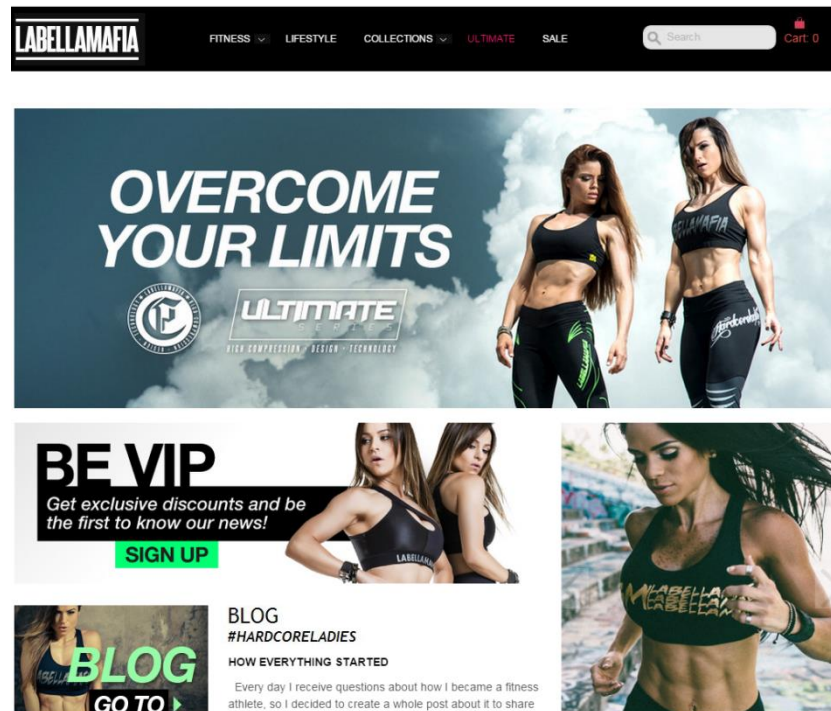 LABELLAMAFIA
FITNESS
LIFESTYLE
COLLECTIONS
ULTIMATE
SALE
Search
Cart: 0
OVERCOME
YOUR LIMITS
ULTIMATE
SERIES
HIGH COMPRESSION · DESIGN · TECHNOLOGY
BE VIP
Get exclusive discounts and be
the first to know our news!
SIGN UP
BLOG
GO TO
BLOG
#HARDCORELADIES
HOW EVERYTHING STARTED
Every day I receive questions about how I became a fitness
athlete, so I decided to create a whole post about it to share